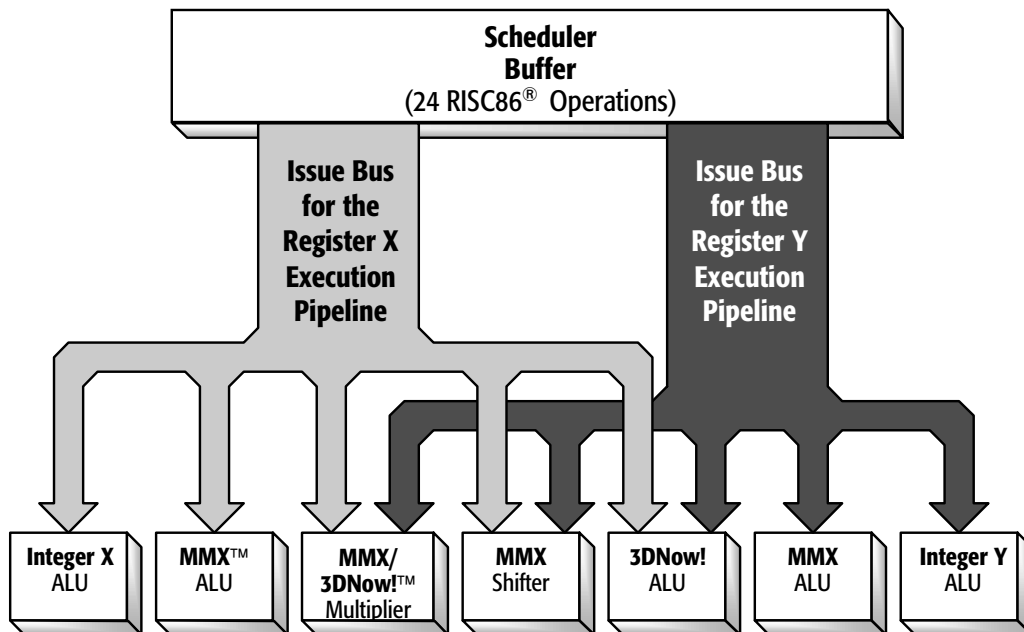 Scheduler
Buffer
(24 RISC86® Operations)
Issue Bus
for the
Register X
Execution
Pipeline
Issue Bus
for the
Register Y
Execution
Pipeline
Integer X
ALU
MMX™
ALU
MMX/
3DNow!™
Multiplier
MMX
Shifter
3DNow!
ALU
MMX
ALU
Integer Y
ALU